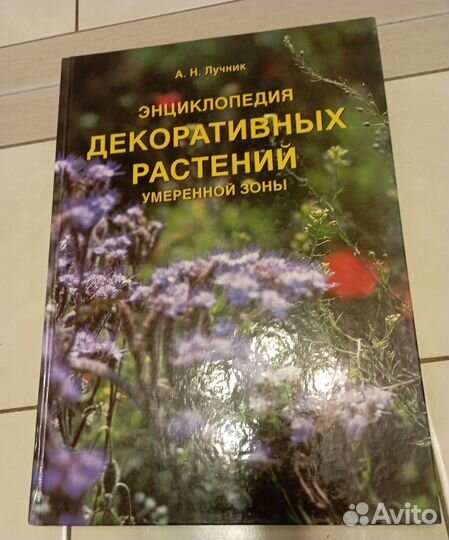 А. Н. Лучник
ЭНЦИКЛОПЕДИЯ
ДЕКОРАТИВНЫХ
РАСТЕНИЙ
УМЕРЕННОЙ ЗОНЫ
Avito